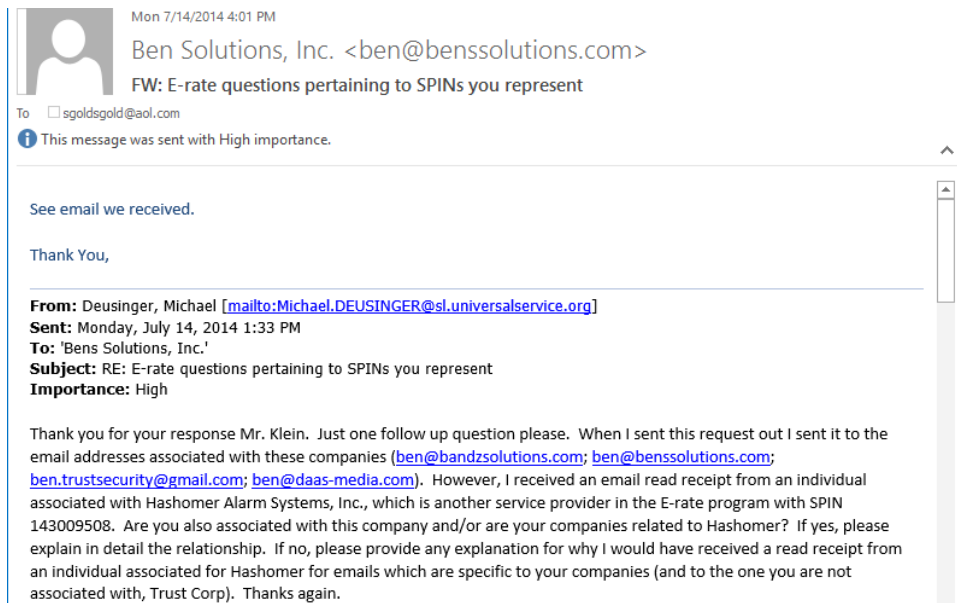 Mon 7/14/2014 4:01 PM
Ben Solutions, Inc. <ben@benssolutions.com>
FW: E-rate questions pertaining to SPINs you represent
To sgoldsgold@aol.com
This message was sent with High importance.
See email we received.
Thank You,
From: Deusinger, Michael [mailto:Michael.DEUSINGER@sl.universalservice.org]
Sent: Monday, July 14, 2014 1:33 PM
To: 'Bens Solutions, Inc.'
Subject: RE: E-rate questions pertaining to SPINs you represent
Importance: High
Thank you for your response Mr. Klein.  Just one follow up question please.  When I sent this request out I sent it to the
email addresses associated with these companies (ben@bandzsolutions.com; ben@benssolutions.com;
ben.trustsecurity@gmail.com; ben@daas-media.com).  However, I received an email read receipt from an individual
associated with Hashomer Alarm Systems, Inc., which is another service provider in the E-rate program with SPIN
143009508.  Are you also associated with this company and/or are your companies related to Hashomer?  If yes, please
explain in detail the relationship.  If no, please provide any explanation for why I would have received a read receipt from
an individual associated for Hashomer for emails which are specific to your companies (and to the one you are not
associated with, Trust Corp).  Thanks again.